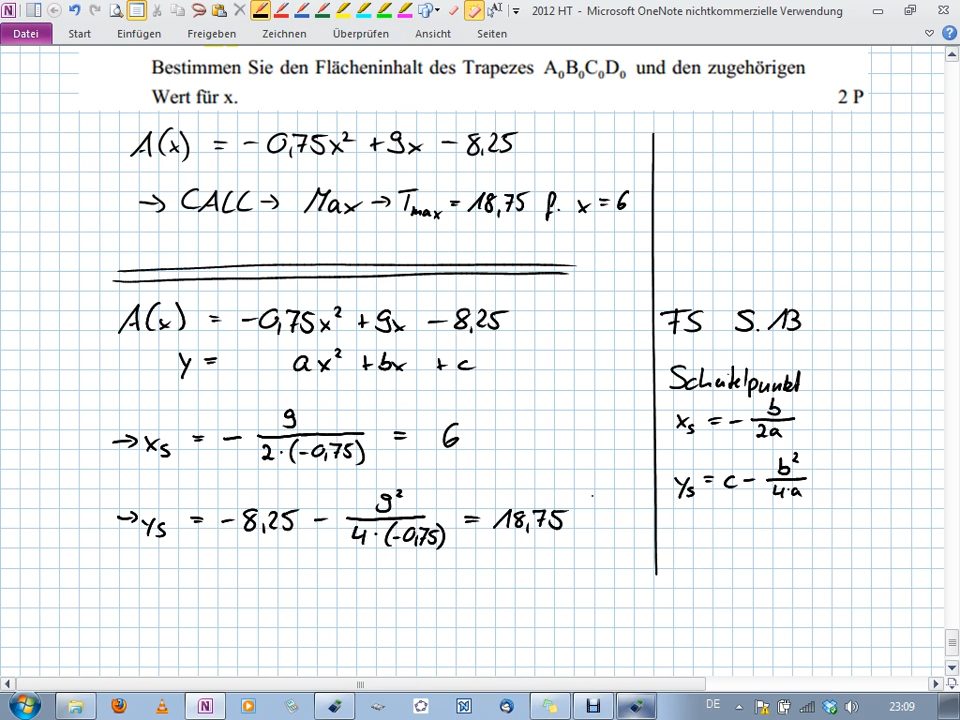 2012 HT - Microsoft OneNote nichtkommerzielle Verwendung
Datei Start Einfügen Freigeben Zeichnen Überprüfen Ansicht Seiten
Bestimmen Sie den Flächeninhalt des Trapezes A₀B₀C₀D₀ und den zugehörigen
Wert für x. 2 P
A(x) = -0,75x² + 9x - 8,25
→ CALC → Max → Tmax = 18,75 f. x = 6
A(x) = -0,75x² + 9x - 8,25
y = ax² + bx + c
→ xs = - 9 / (2·(-0,75)) = 6
→ ys = -8,25 - 9² / (4·(-0,75)) = 18,75
FS S. 13
Scheitelpunkt
xs = - b / 2a
ys = c - b² / 4·a
DE 23:09